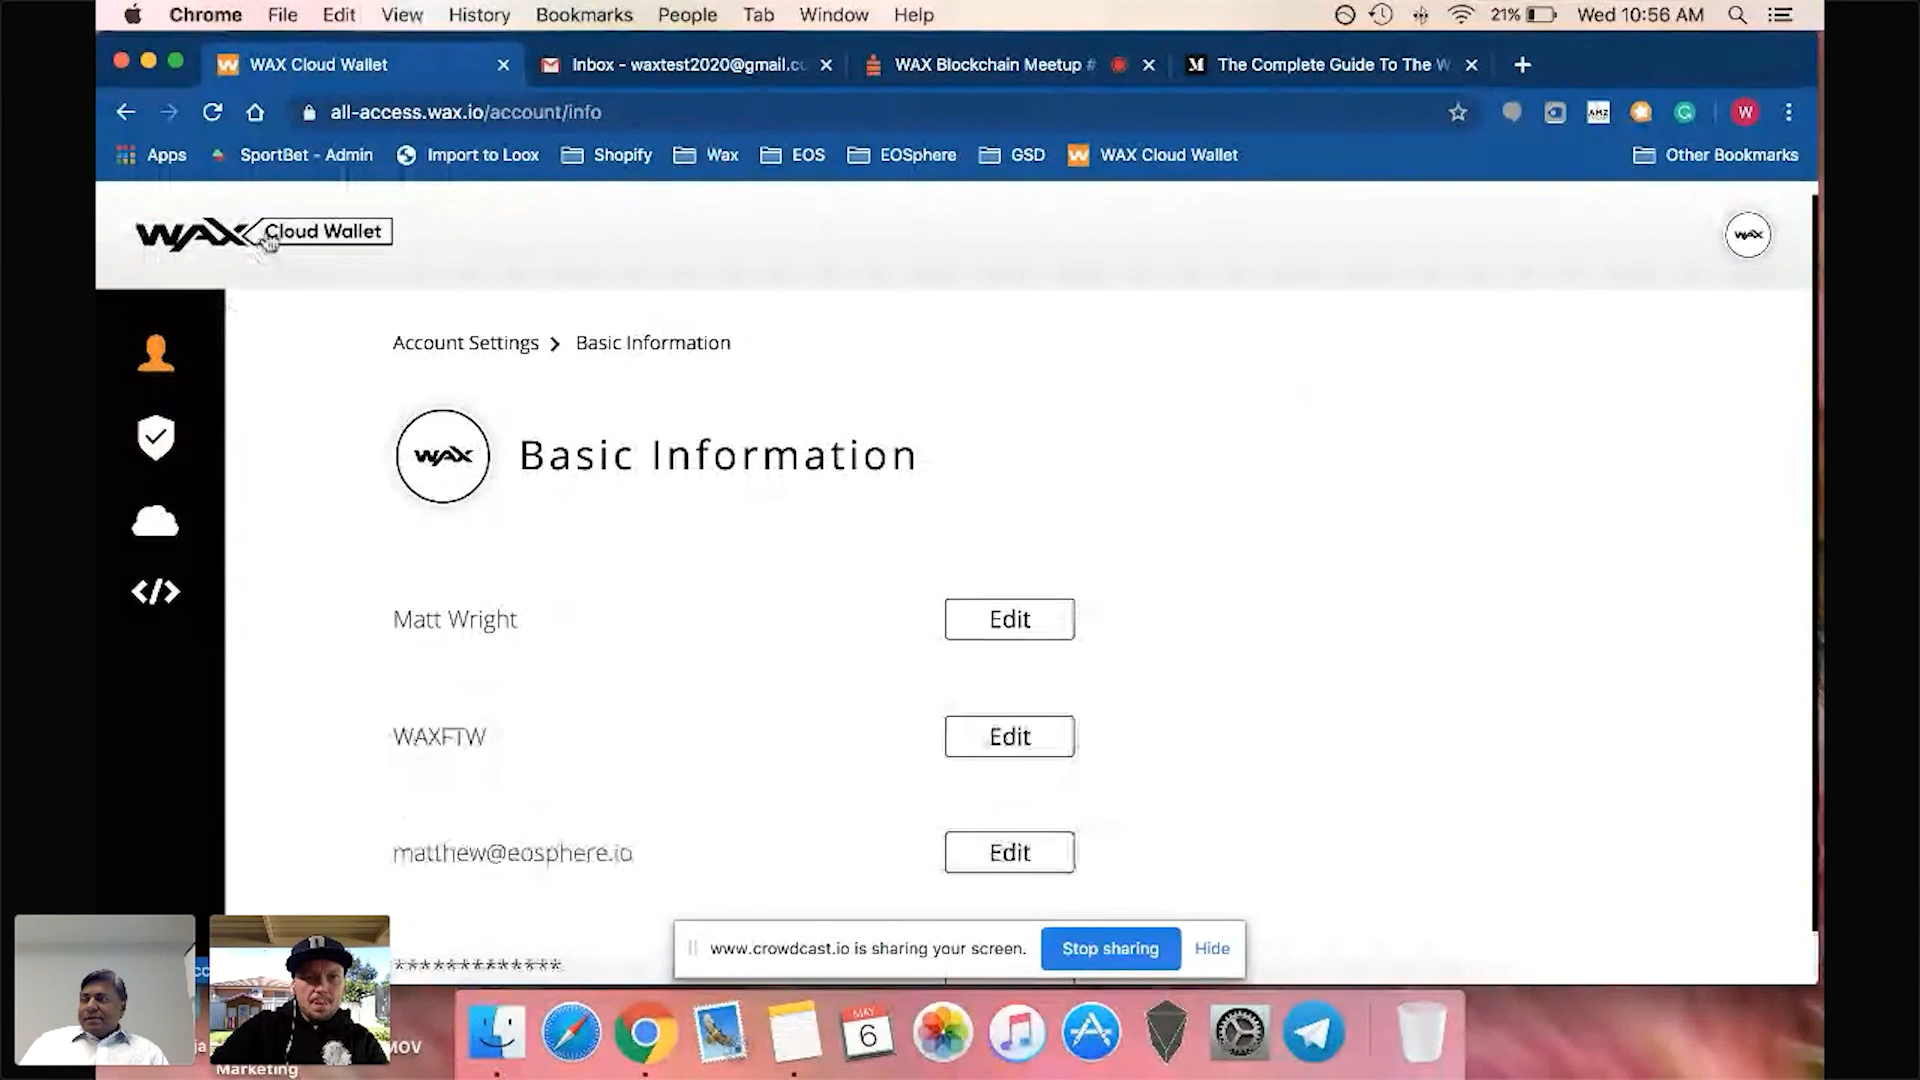 Chrome File Edit View History Bookmarks People Tab Window Help 21% Wed 10:56 AM
WAX Cloud Wallet Inbox - waxtest2020@gmail.c WAX Blockchain Meetup # The Complete Guide To The W
all-access.wax.io/account/info
AMZ W
Apps SportBet - Admin Import to Loox Shopify Wax EOS EOSphere GSD WAX Cloud Wallet Other Bookmarks
WAX Cloud Wallet
WAX
Account Settings > Basic Information
WAX Basic Information
Matt Wright Edit
WAXFTW Edit
matthew@eosphere.io Edit
www.crowdcast.io is sharing your screen. Stop sharing Hide
*************
MAY
6
MOV
Marketing